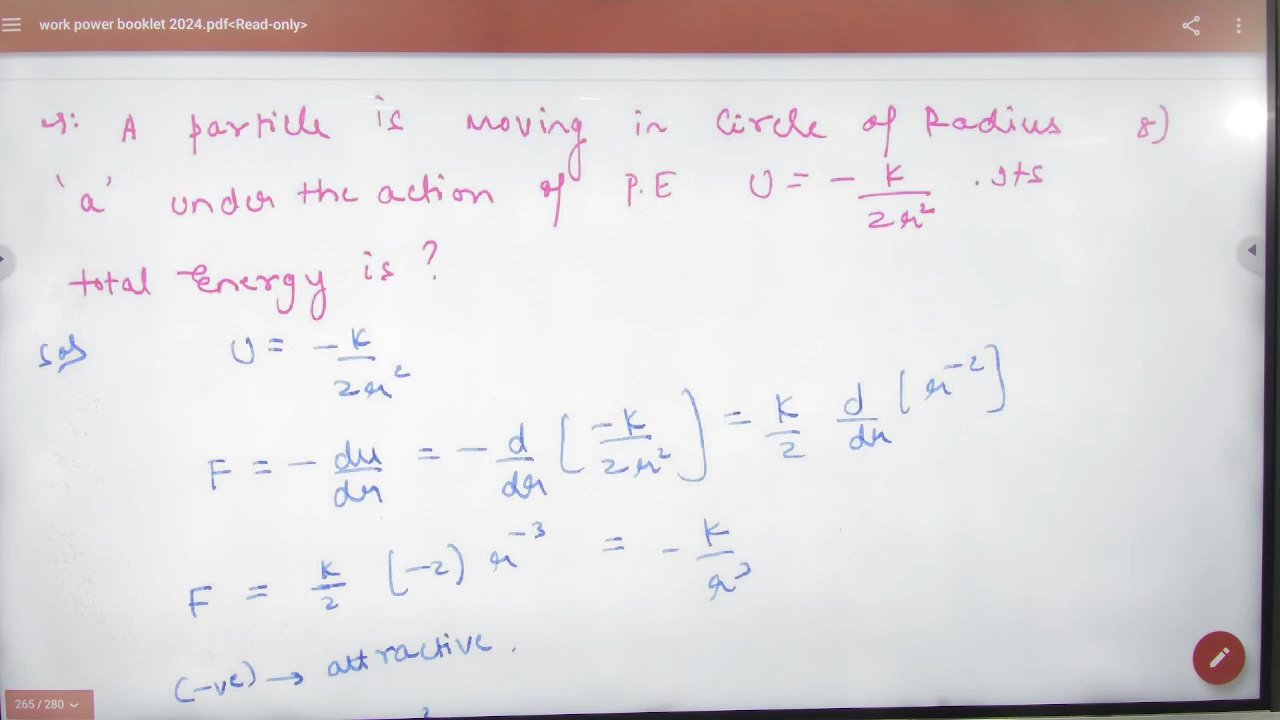 work power booklet 2024.pdf<Read-only>
A particle is moving in circle of Radius 8)
'a' under the action of P.E U = - K/2r² . Its
total Energy is ?
Sol U = -K/2r²
F = - du/dr = - d/dr [-K/2r²] = K/2 d/dr [r⁻²]
F = K/2 (-2) r⁻³ = - K/r³
(-ve) → attractive .
265 / 280